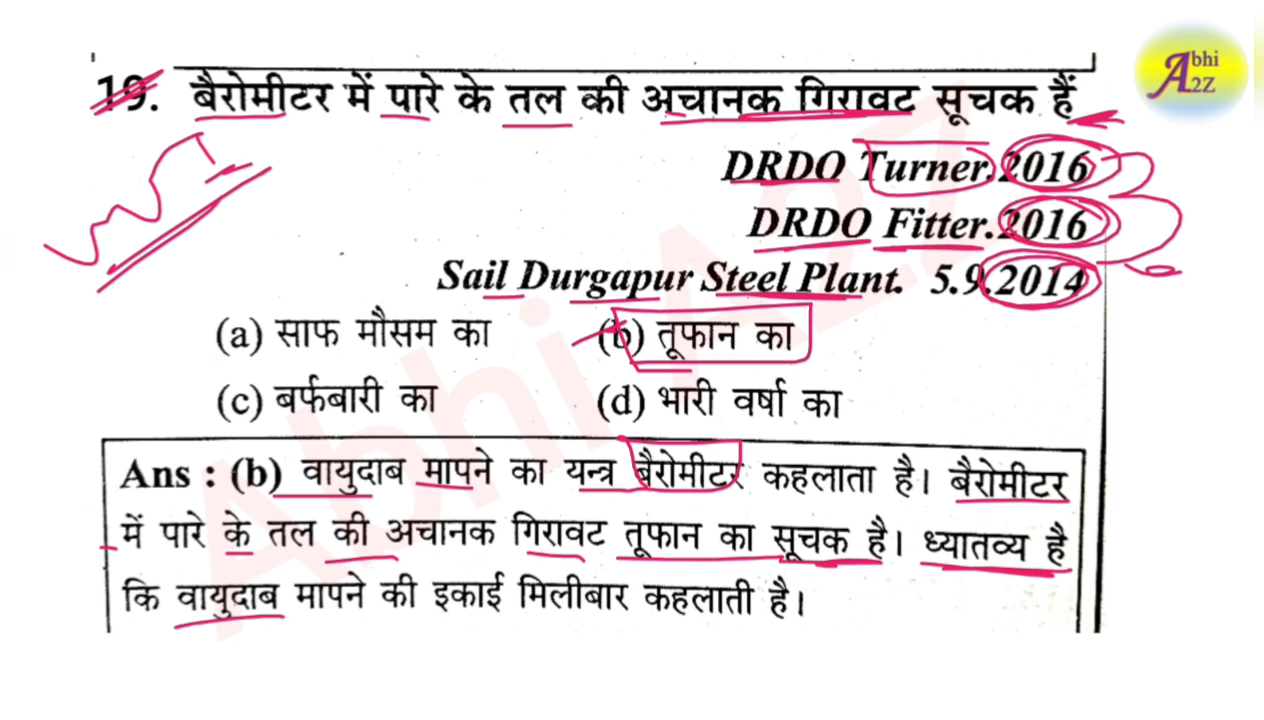 Abhi
A2Z
19. बैरोमीटर में पारे के तल की अचानक गिरावट सूचक हैं
DRDO Turner.2016
DRDO Fitter.2016
Sail Durgapur Steel Plant. 5.9.2014
(a) साफ मौसम का (b) तूफान का
(c) बर्फबारी का (d) भारी वर्षा का
Ans : (b) वायुदाब मापने का यन्त्र बैरोमीटर कहलाता है। बैरोमीटर
में पारे के तल की अचानक गिरावट तूफान का सूचक है। ध्यातव्य है
कि वायुदाब मापने की इकाई मिलीबार कहलाती है।
Abhi A2Z